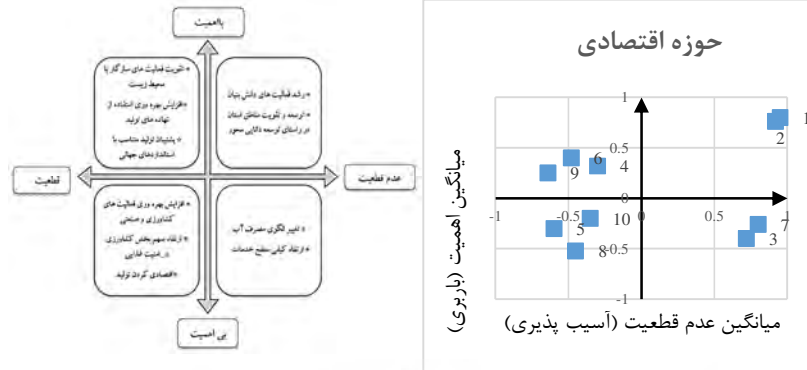 بااهمیت
تقویت فعالیت های سازگار با
محیط زیست
افزایش بهره وری استفاده از
نهاده های تولید.
پشتیبان تولید متناسب با
استانداردهای جهانی
رشد فعالیت های دانش بنیان
توسعه و تقویت مناطق استان
در راستای توسعه دانایی محور
قطعیت
عدم قطعیت
افزایش بهره وری فعالیت های
کشاورزی و صنعتی
ارتقاء سهم بخش کشاورزی
امنیت غذایی
اقتصادی کردن تولید.
تغییر الگوی مصرف آب
ارتقاء کیفی سطح خدمات
بی اهمیت
حوزه اقتصادی
میانگین اهمیت (باربری)
1
0.5
0
-0.5
-1
-1
-0.5
0
0.5
1
1
2
6
4
9
10
5
8
7
3
میانگین عدم قطعیت (آسیب پذیری)